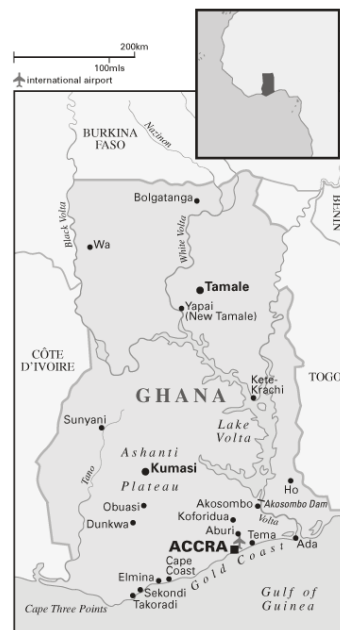 200km
100mls
international airport
BURKINA
FASO
Nazinon
Bolgatanga
BENIN
Black Volta
White Volta
Wa
Tamale
Yapai
(New Tamale)
CÔTE
D'IVOIRE
TOGO
GHANA
Kete-
Krachi
Sunyani
Lake
Volta
Ashanti
Kumasi
Plateau
Tano
Ho
Obuasi
Akosombo
Akosombo Dam
Koforidua
Volta
Dunkwa
Aburi
Tema
ACCRA
Ada
Cape
Coast
Gold Coast
Elmina
Sekondi
Takoradi
Cape Three Points
Gulf of
Guinea